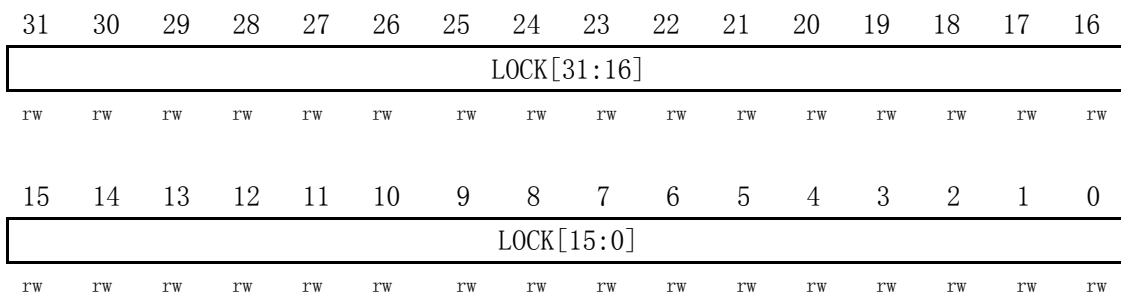 31 30 29 28 27 26 25 24 23 22 21 20 19 18 17 16
LOCK[31:16]
rw rw rw rw rw rw rw rw rw rw rw rw rw rw rw rw
15 14 13 12 11 10 9 8 7 6 5 4 3 2 1 0
LOCK[15:0]
rw rw rw rw rw rw rw rw rw rw rw rw rw rw rw rw